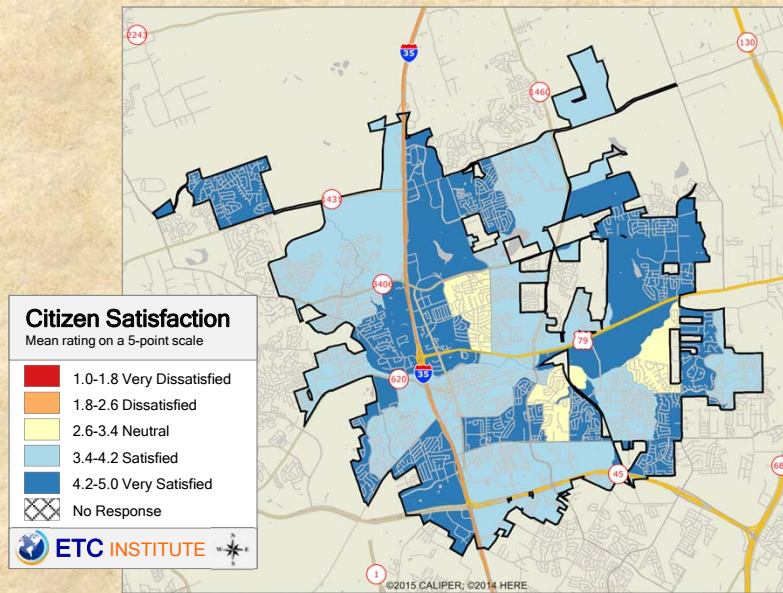 2243
35
130
1460
1431
3406
79
620
35
45
1
©2015 CALIPER; ©2014 HERE
Citizen Satisfaction
Mean rating on a 5-point scale
1.0-1.8 Very Dissatisfied
1.8-2.6 Dissatisfied
2.6-3.4 Neutral
3.4-4.2 Satisfied
4.2-5.0 Very Satisfied
No Response
ETC INSTITUTE
N
W E
S